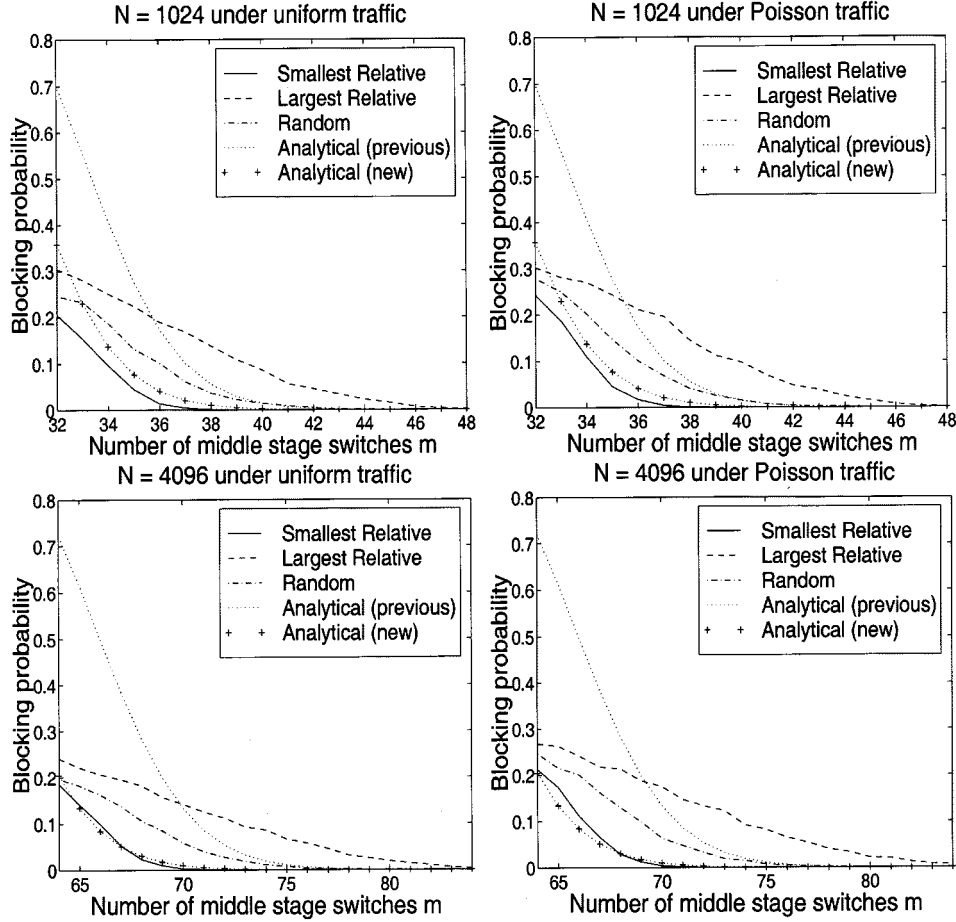 N = 1024 under uniform traffic
Blocking probability
0.8
0.7
0.6
0.5
0.4
0.3
0.2
0.1
0
Smallest Relative
Largest Relative
Random
Analytical (previous)
Analytical (new)
32 34 36 38 40 42 44 46 48
Number of middle stage switches m
N = 1024 under Poisson traffic
Blocking probability
0.8
0.7
0.6
0.5
0.4
0.3
0.2
0.1
0
Smallest Relative
Largest Relative
Random
Analytical (previous)
Analytical (new)
32 34 36 38 40 42 44 46 48
Number of middle stage switches m
N = 4096 under uniform traffic
Blocking probability
0.8
0.7
0.6
0.5
0.4
0.3
0.2
0.1
0
Smallest Relative
Largest Relative
Random
Analytical (previous)
Analytical (new)
65 70 75 80
Number of middle stage switches m
N = 4096 under Poisson traffic
Blocking probability
0.8
0.7
0.6
0.5
0.4
0.3
0.2
0.1
0
Smallest Relative
Largest Relative
Random
Analytical (previous)
Analytical (new)
65 70 75 80
Number of middle stage switches m